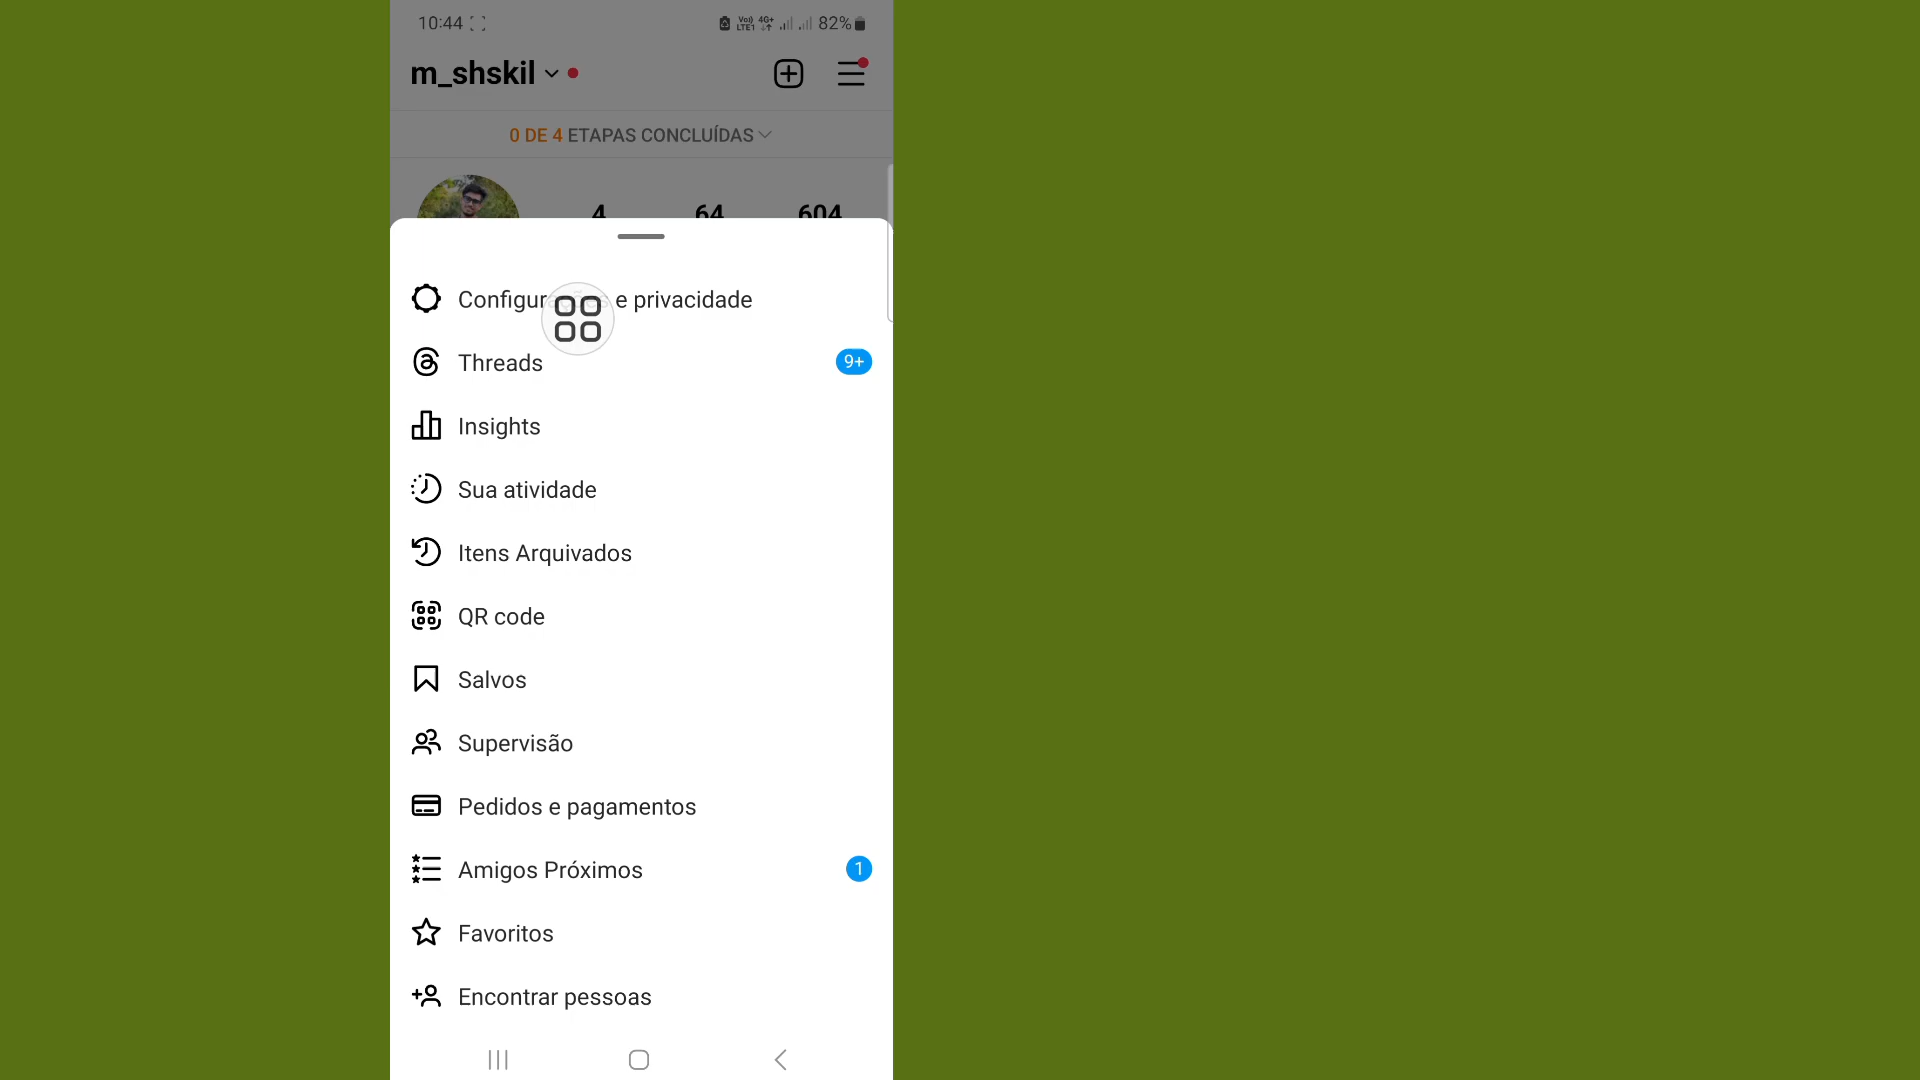 10:44 82%
m_shskil
0 DE 4 ETAPAS CONCLUÍDAS
4 64 604
Configurações e privacidade
Threads 9+
Insights
Sua atividade
Itens Arquivados
QR code
Salvos
Supervisão
Pedidos e pagamentos
Amigos Próximos 1
Favoritos
Encontrar pessoas